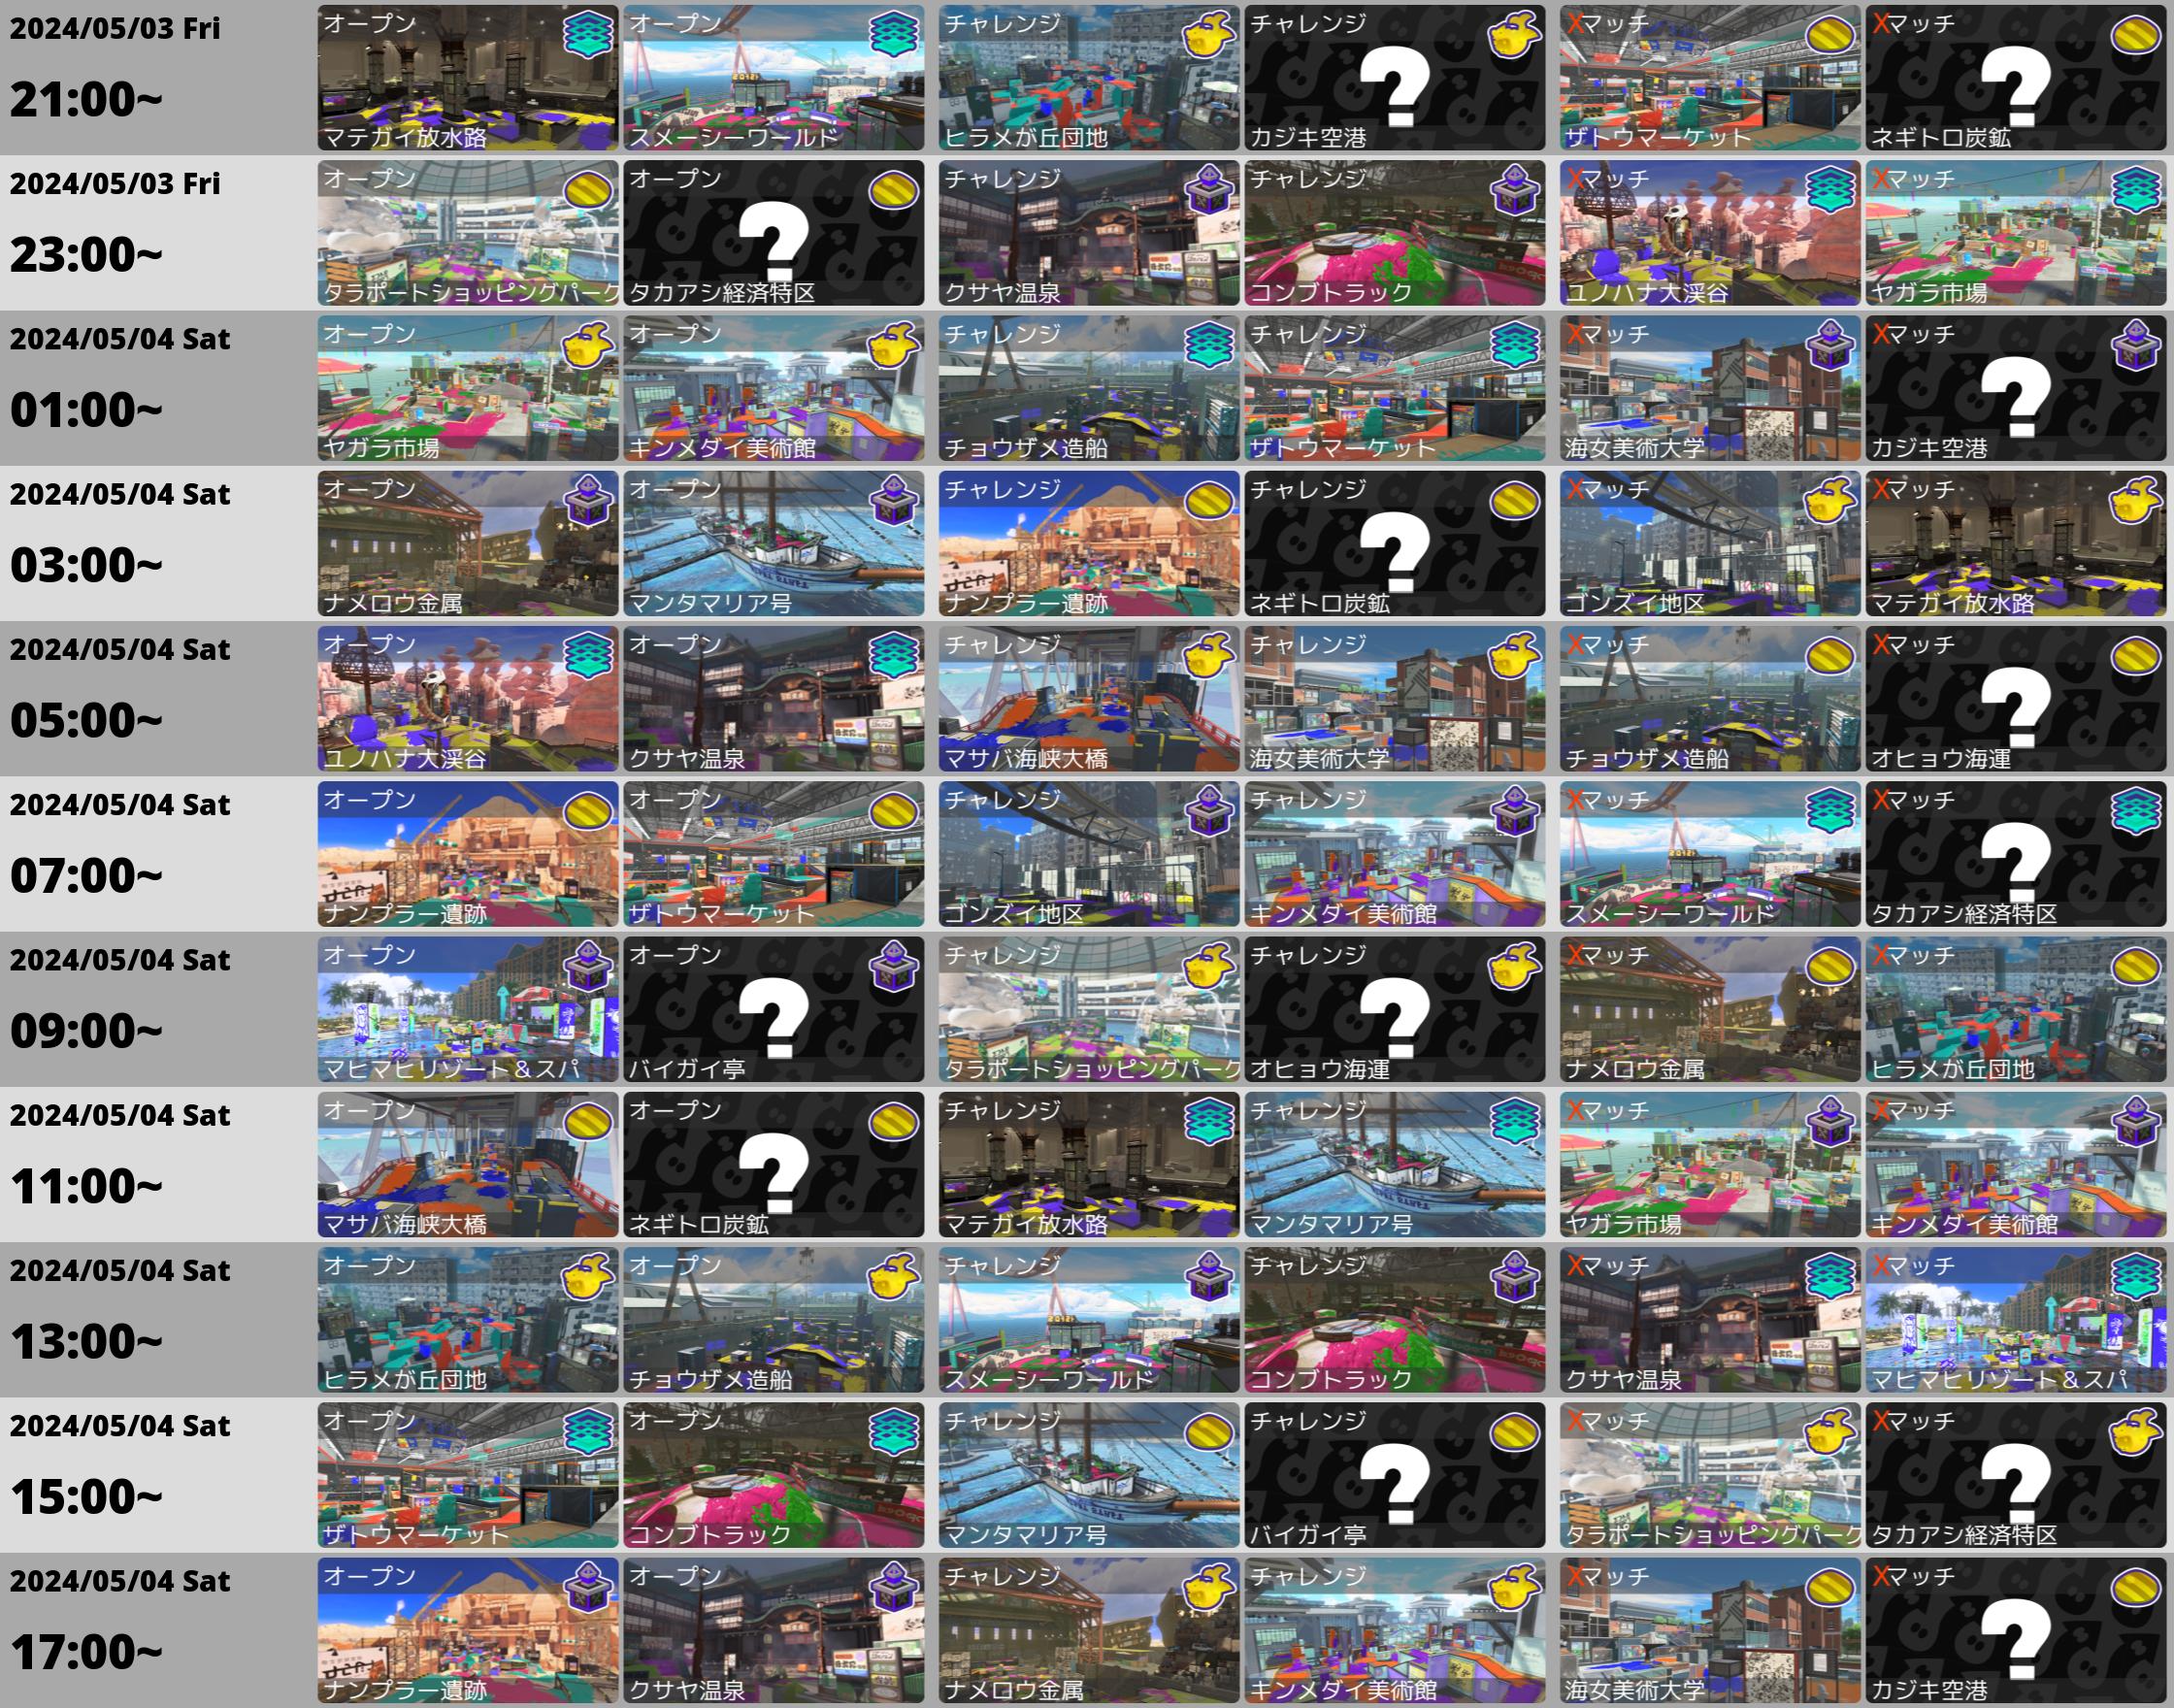 2024/05/03 Fri
21:00~
オープン
マテガイ放水路
オープン
スメーシーワールド
チャレンジ
ヒラメが丘団地
チャレンジ
?
カジキ空港
Xマッチ
ザトウマーケット
Xマッチ
?
ネギトロ炭鉱
2024/05/03 Fri
23:00~
オープン
タラポートショッピングパーク
オープン
?
タカアシ経済特区
チャレンジ
クサヤ温泉
チャレンジ
コンブトラック
Xマッチ
ユノハナ大渓谷
Xマッチ
ヤガラ市場
2024/05/04 Sat
01:00~
オープン
ヤガラ市場
オープン
キンメダイ美術館
チャレンジ
チョウザメ造船
チャレンジ
ザトウマーケット
Xマッチ
海女美術大学
Xマッチ
?
カジキ空港
2024/05/04 Sat
03:00~
オープン
ナメロウ金属
オープン
マンタマリア号
チャレンジ
ナンプラー遺跡
チャレンジ
?
ネギトロ炭鉱
Xマッチ
ゴンズイ地区
Xマッチ
マテガイ放水路
2024/05/04 Sat
05:00~
オープン
ユノハナ大渓谷
オープン
クサヤ温泉
チャレンジ
マサバ海峡大橋
チャレンジ
海女美術大学
Xマッチ
チョウザメ造船
Xマッチ
?
オヒョウ海運
2024/05/04 Sat
07:00~
オープン
ナンプラー遺跡
オープン
ザトウマーケット
チャレンジ
ゴンズイ地区
チャレンジ
キンメダイ美術館
Xマッチ
スメーシーワールド
Xマッチ
?
タカアシ経済特区
2024/05/04 Sat
09:00~
オープン
マヒマヒリゾート＆スパ
オープン
?
バイガイ亭
チャレンジ
タラポートショッピングパーク
チャレンジ
?
オヒョウ海運
Xマッチ
ナメロウ金属
Xマッチ
ヒラメが丘団地
2024/05/04 Sat
11:00~
オープン
マサバ海峡大橋
オープン
?
ネギトロ炭鉱
チャレンジ
マテガイ放水路
チャレンジ
マンタマリア号
Xマッチ
ヤガラ市場
Xマッチ
キンメダイ美術館
2024/05/04 Sat
13:00~
オープン
ヒラメが丘団地
オープン
チョウザメ造船
チャレンジ
スメーシーワールド
チャレンジ
コンブトラック
Xマッチ
クサヤ温泉
Xマッチ
マヒマヒリゾート＆スパ
2024/05/04 Sat
15:00~
オープン
ザトウマーケット
オープン
コンブトラック
チャレンジ
マンタマリア号
チャレンジ
?
バイガイ亭
Xマッチ
タラポートショッピングパーク
Xマッチ
?
タカアシ経済特区
2024/05/04 Sat
17:00~
オープン
ナンプラー遺跡
オープン
クサヤ温泉
チャレンジ
ナメロウ金属
チャレンジ
キンメダイ美術館
Xマッチ
海女美術大学
Xマッチ
?
カジキ空港